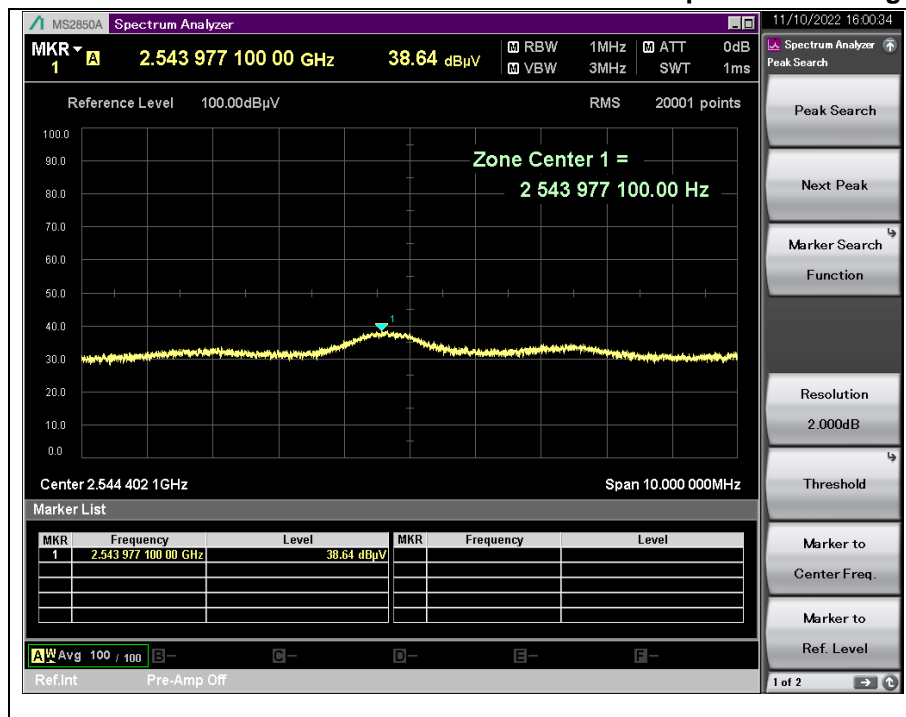 MS2850A Spectrum Analyzer
11/10/2022 16:00:34
MKR 1 A 2.543 977 100 00 GHz 38.64 dBµV
M RBW 1MHz M ATT 0dB
M VBW 3MHz SWT 1ms
Reference Level 100.00dBµV RMS 20001 points
100.0
90.0
80.0
70.0
60.0
50.0
40.0
30.0
20.0
10.0
0.0
Zone Center 1 =
2 543 977 100.00 Hz
1
Center 2.544 402 1GHz Span 10.000 000MHz
Marker List
MKR Frequency Level MKR Frequency Level
1 2.543 977 100 00 GHz 38.64 dBµV
A W Avg 100 / 100 B- C- D- E- F-
Ref.Int Pre-Amp Off
Spectrum Analyzer
Peak Search
Peak Search
Next Peak
Marker Search
Function
Resolution
2.000dB
Threshold
Marker to
Center Freq.
Marker to
Ref. Level
1 of 2